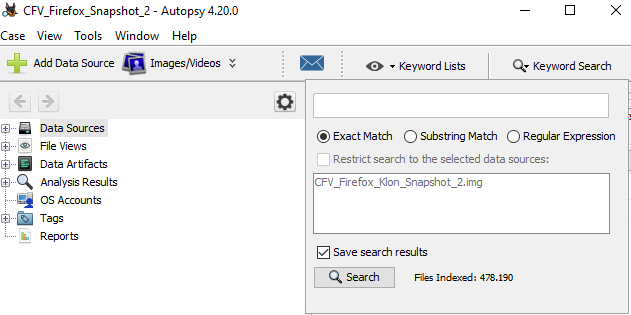 CFV_Firefox_Snapshot_2 - Autopsy 4.20.0
Case View Tools Window Help
Add Data Source Images/Videos Keyword Lists Keyword Search
Data Sources
File Views
Data Artifacts
Analysis Results
OS Accounts
Tags
Reports
Exact Match Substring Match Regular Expression
Restrict search to the selected data sources:
CFV_Firefox_Klon_Snapshot_2.img
Save search results
Search Files Indexed: 478.190